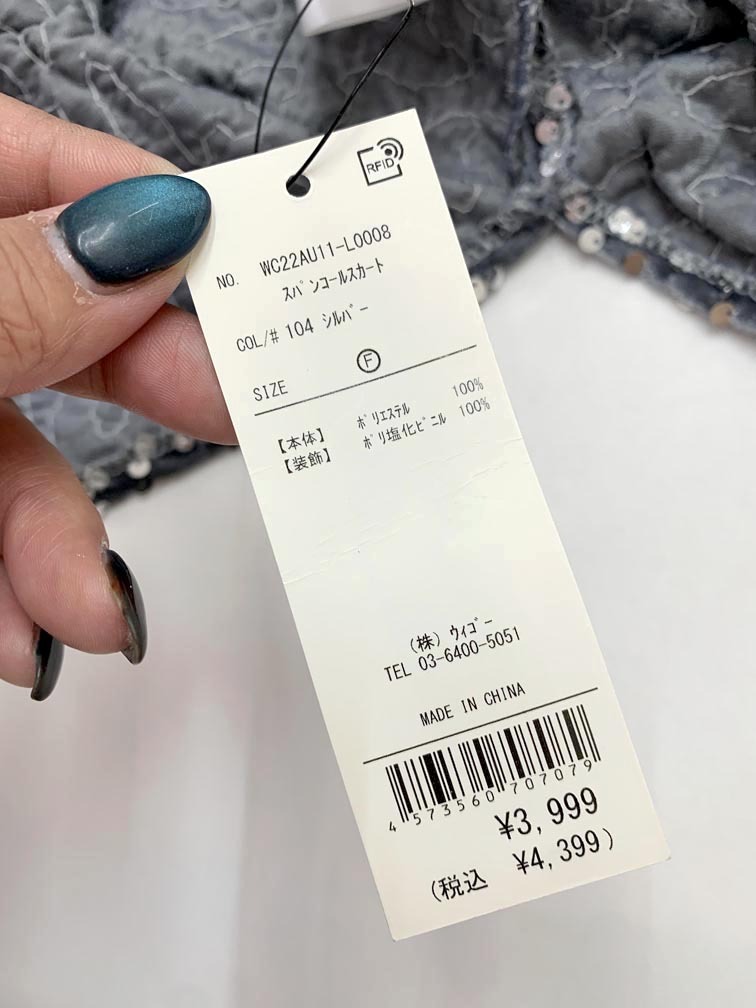 RFID
NO. WC22AU11-L0008
ｽﾊﾟﾝｺｰﾙｽｶｰﾄ
COL/# 104 ｼﾙﾊﾞｰ
SIZE Ⓕ
【本体】 ﾎﾟﾘｴｽﾃﾙ 100%
【装飾】 ﾎﾟﾘ塩化ﾋﾞﾆﾙ 100%
(株) ｳｨｺﾞｰ
TEL 03-6400-5051
MADE IN CHINA
4573560707079
¥3,999
(税込 ¥4,399)